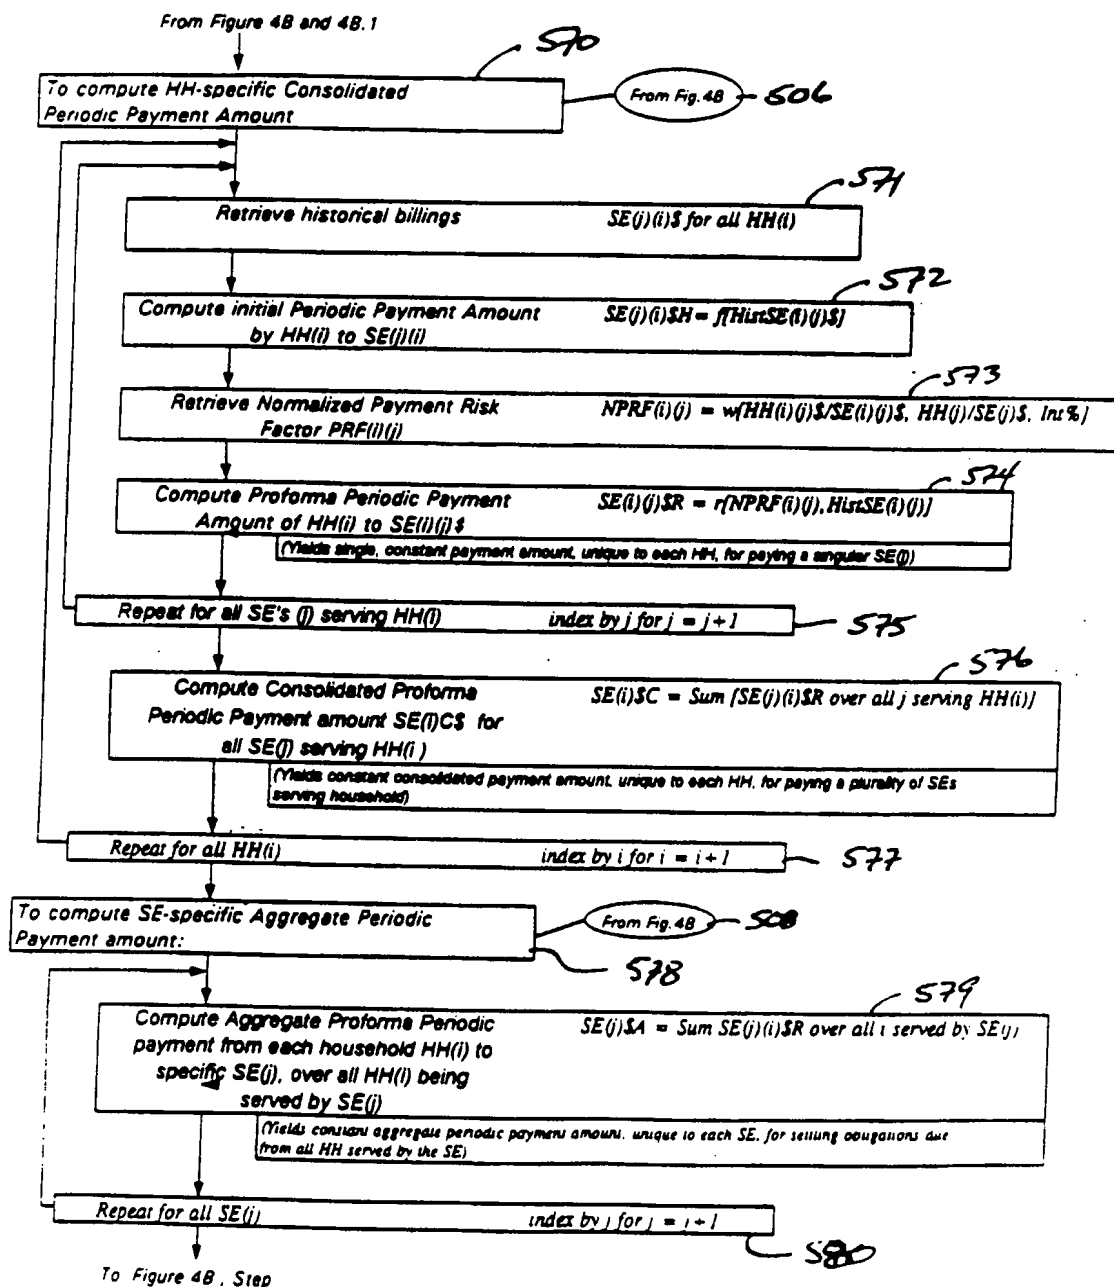 From Figure 4B and 4B.1
570
To compute HH-specific Consolidated
Periodic Payment Amount
From Fig. 4B
506
571
Retrieve historical billings SE(j)(i)$ for all HH(i)
572
Compute initial Periodic Payment Amount SE(j)(i)$H = f[HistSE(i)(j)$]
by HH(i) to SE(j)(i)
573
Retrieve Normalized Payment Risk NPRF(i)(j) = w[HH(i)(j)$/SE(i)(j)$, HH(j)/SE(j)$, Int%]
Factor PRF(i)(j)
574
Compute Proforma Periodic Payment SE(i)(j)$R = r[NPRF(i)(j),HistSE(i)(j)]
Amount of HH(i) to SE(i)(j)$
(Yields single, constant payment amount, unique to each HH, for paying a singular SE(j))
Repeat for all SE's (j) serving HH(i) index by j for j = j+1
575
576
Compute Consolidated Proforma SE(i)$C = Sum [SE(j)(i)$R over all j serving HH(i)]
Periodic Payment amount SE(i)C$ for
all SE(j) serving HH(i)
(Yields constant consolidated payment amount, unique to each HH, for paying a plurality of SEs
serving household)
Repeat for all HH(i) index by i for i = i+1
577
To compute SE-specific Aggregate Periodic
Payment amount:
From Fig. 4B
508
578
579
Compute Aggregate Proforma Periodic SE(j)$A = Sum SE(j)(i)$R over all i served by SE(j)
payment from each household HH(i) to
specific SE(j), over all HH(i) being
served by SE(j)
(Yields constant aggregate periodic payment amount, unique to each SE, for settling obligations due
from all HH served by the SE)
Repeat for all SE(j) index by j for j = i+1
580
To Figure 4B, Step